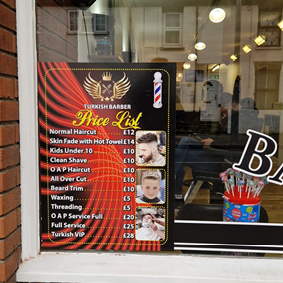 TURKISH BARBER
Price List
Normal Haircut £12
Skin Fade with Hot Towel £14
Kids Under 10 £10
Clean Shave £10
O A P Haircut £10
All Over Cut £10
Beard Trim £10
Waxing £5
Threading £5
O A P Service Full £20
Full Service £25
Turkish VIP £28
BA